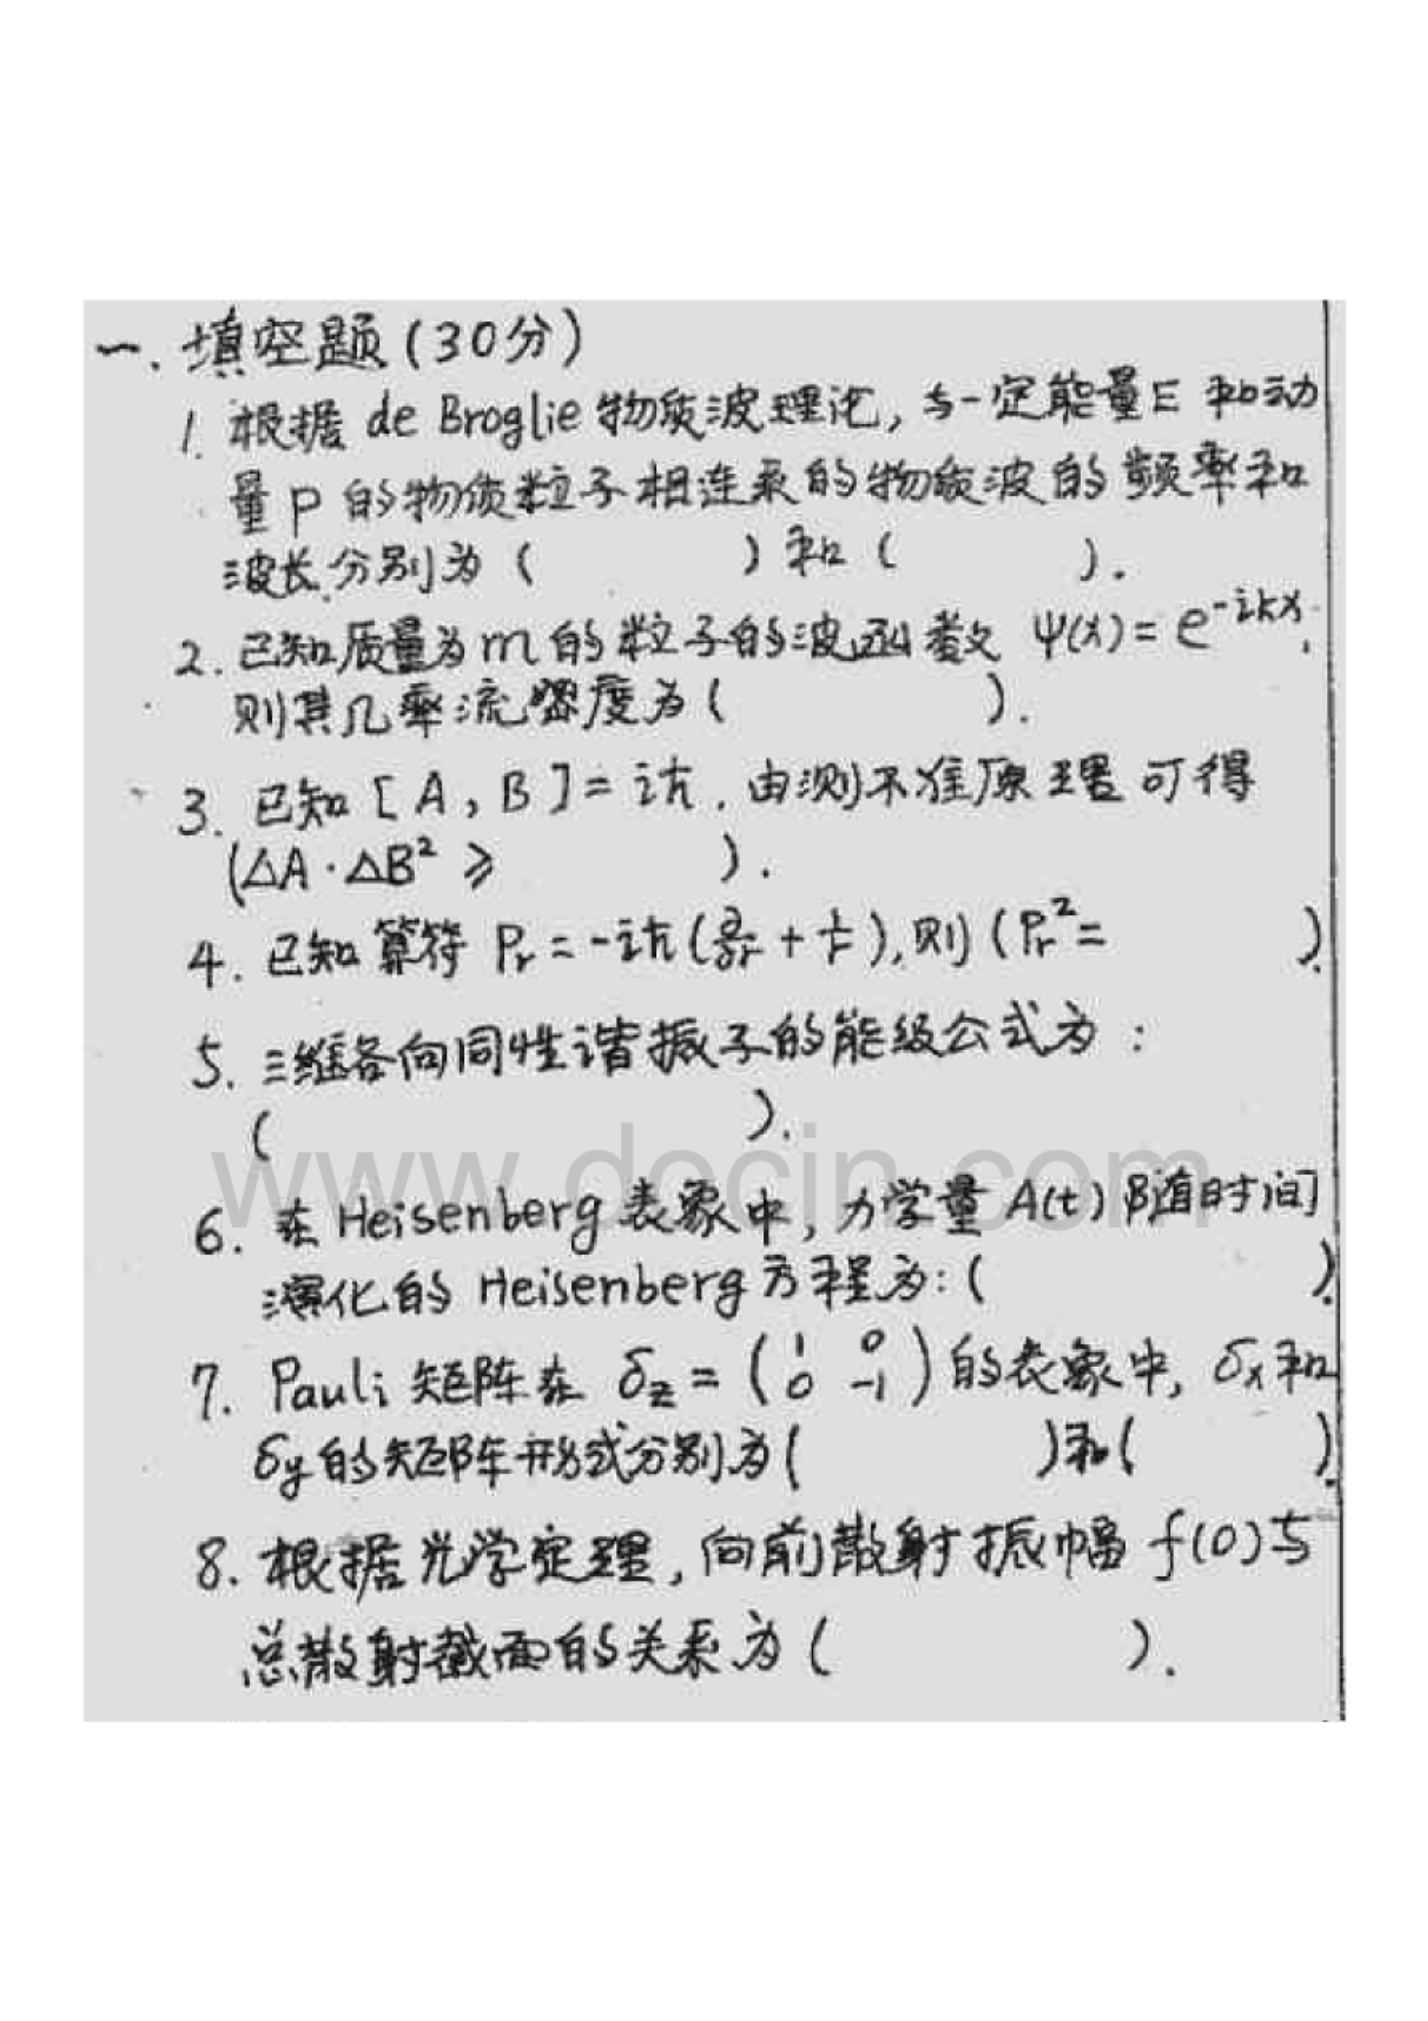 一. 填空题(30分)
1. 根据 de Broglie 物质波理论, 与一定能量E 和动
量 P 的物质粒子相连系的物质波的频率和
波长分别为 (　　　) 和 (　　　).
2. 已知质量为 m 的粒子的波函数 ψ(x) = e^{-ikx},
则其几率流密度为 (　　　).
3. 已知 [A, B] = iℏ. 由测不准原理可得
(△A·△B² ≥　　　).
4. 已知算符 Pᵣ = -iℏ(∂/∂r + 1/r), 则 (Pᵣ² =　　　).
5. 三维各向同性谐振子的能级公式为:
(　　　).
www.docin.com
6. 在 Heisenberg 表象中, 力学量 A(t) 随时间
演化的 Heisenberg 方程为: (　　　).
7. Pauli 矩阵在 σz = (1 0 0 -1) 的表象中, σx 和
σy 的矩阵形式分别为 (　　　) 和 (　　　).
8. 根据光学定理, 向前散射振幅 f(0) 与
总散射截面的关系为 (　　　).